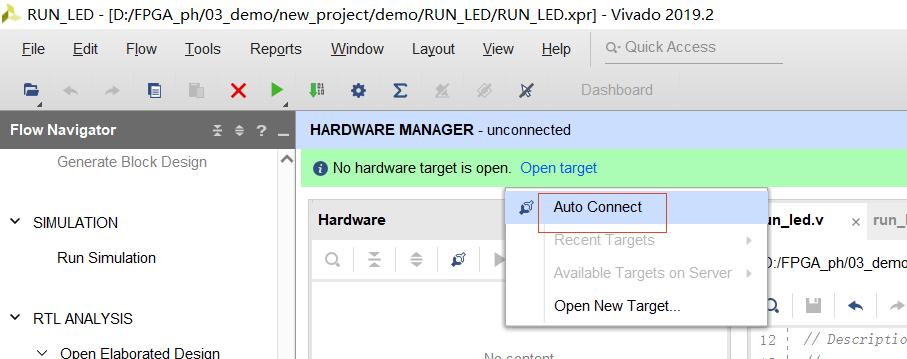 RUN_LED - [D:/FPGA_ph/03_demo/new_project/demo/RUN_LED/RUN_LED.xpr] - Vivado 2019.2
File Edit Flow Tools Reports Window Layout View Help Quick Access
Dashboard
Flow Navigator
HARDWARE MANAGER - unconnected
Generate Block Design
No hardware target is open. Open target
SIMULATION
Run Simulation
RTL ANALYSIS
Open Elaborated Design
Hardware
Auto Connect
Recent Targets
Available Targets on Server
Open New Target...
un_led.v
run_l
:/FPGA_ph/03_demo
12 // Descriptio
13 //
No content